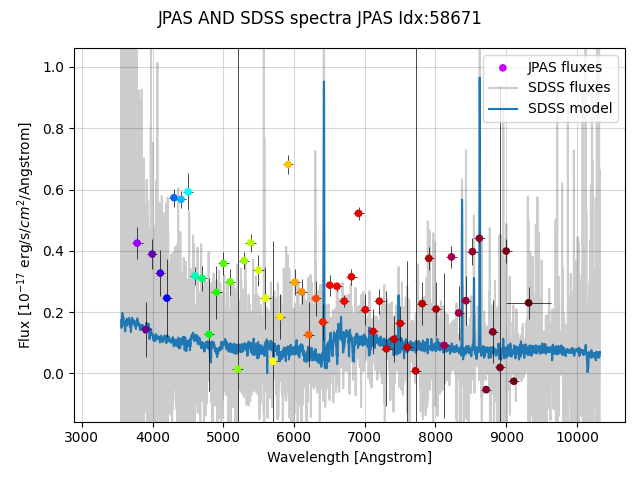 JPAS AND SDSS spectra JPAS Idx:58671
JPAS fluxes
SDSS fluxes
SDSS model
Flux [10⁻¹⁷ erg/s/cm²/Angstrom]
1.0
0.8
0.6
0.4
0.2
0.0
3000 4000 5000 6000 7000 8000 9000 10000
Wavelength [Angstrom]